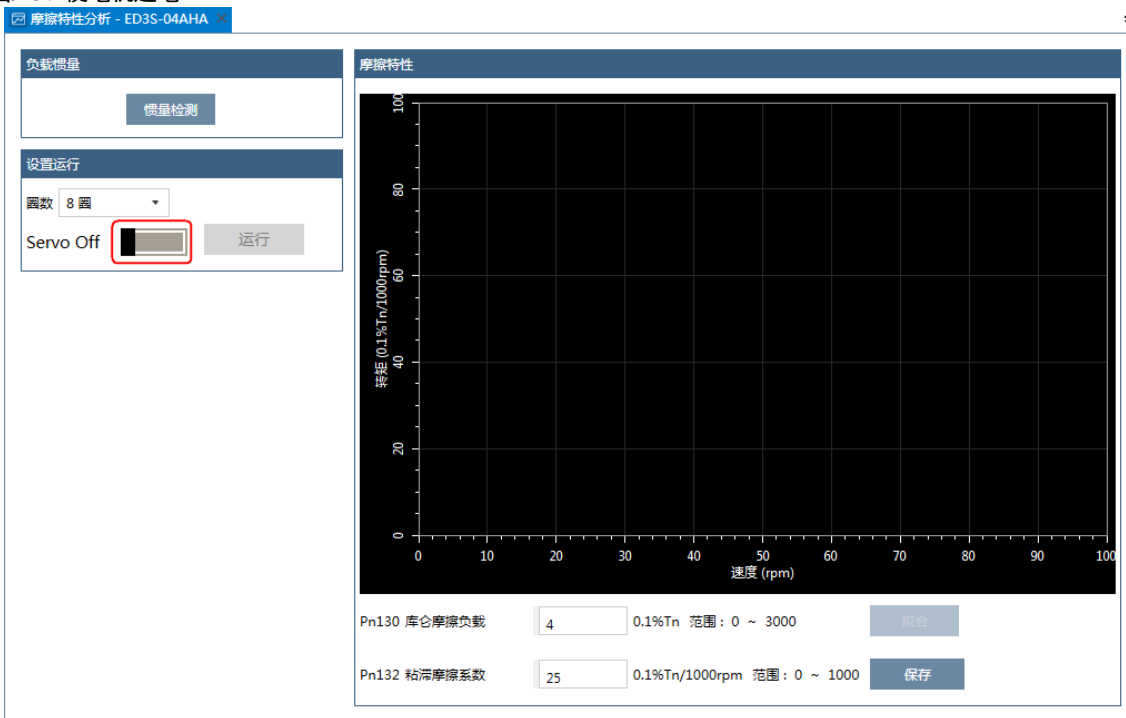 摩擦特性分析 - ED3S-04AHA
负载惯量
惯量检测
设置运行
圈数 8 圈
Servo Off 运行
摩擦特性
转矩 (0.1%Tn/1000rpm)
100
80
60
40
20
0
0 10 20 30 40 50 60 70 80 90 100
速度 (rpm)
Pn130 库仑摩擦负载 4 0.1%Tn 范围：0 ~ 3000 拟合
Pn132 粘滞摩擦系数 25 0.1%Tn/1000rpm 范围：0 ~ 1000 保存